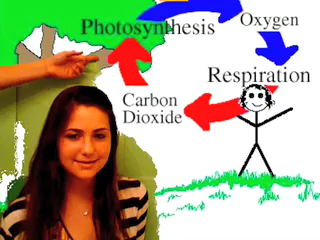 Photosynthesis
Oxygen
Respiration
Carbon
Dioxide